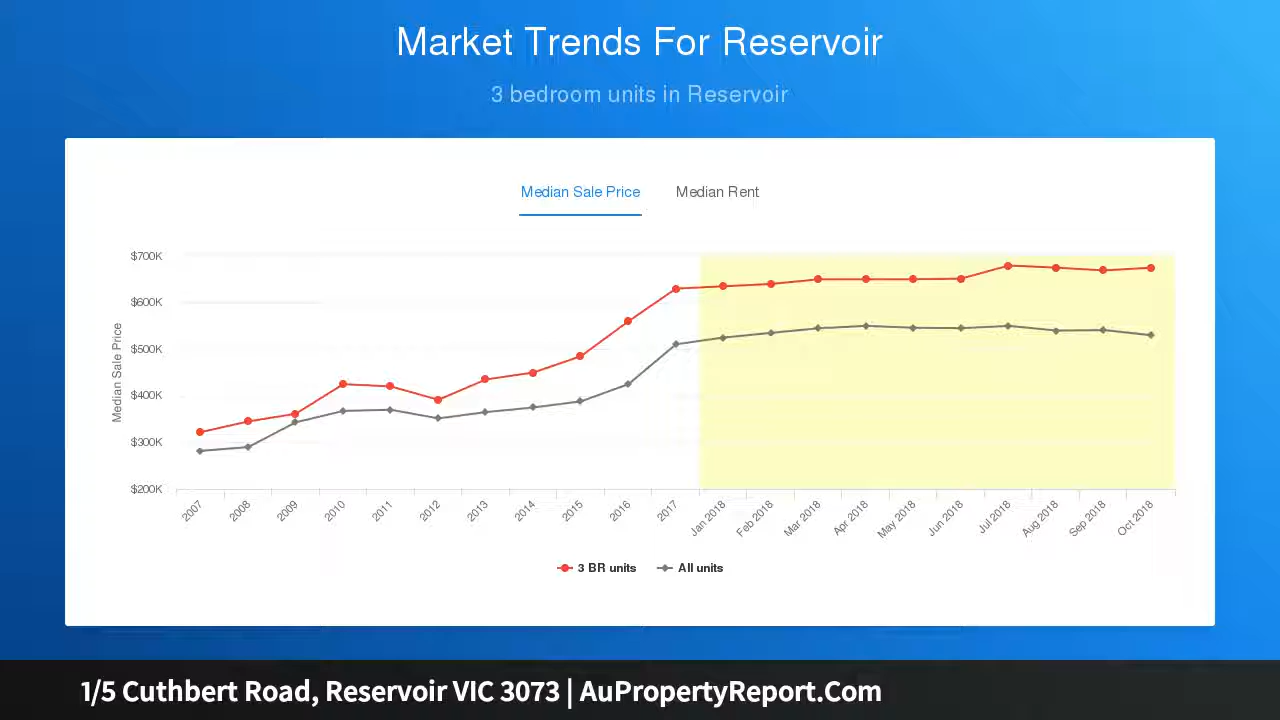 Market Trends For Reservoir
3 bedroom units in Reservoir
Median Sale Price Median Rent
$700K
$600K
$500K
$400K
$300K
$200K
Median Sale Price
2007 2008 2009 2010 2011 2012 2013 2014 2015 2016 2017 Jan 2018 Feb 2018 Mar 2018 Apr 2018 May 2018 Jun 2018 Jul 2018 Aug 2018 Sep 2018 Oct 2018
3 BR units All units
1/5 Cuthbert Road, Reservoir VIC 3073 | AuPropertyReport.Com